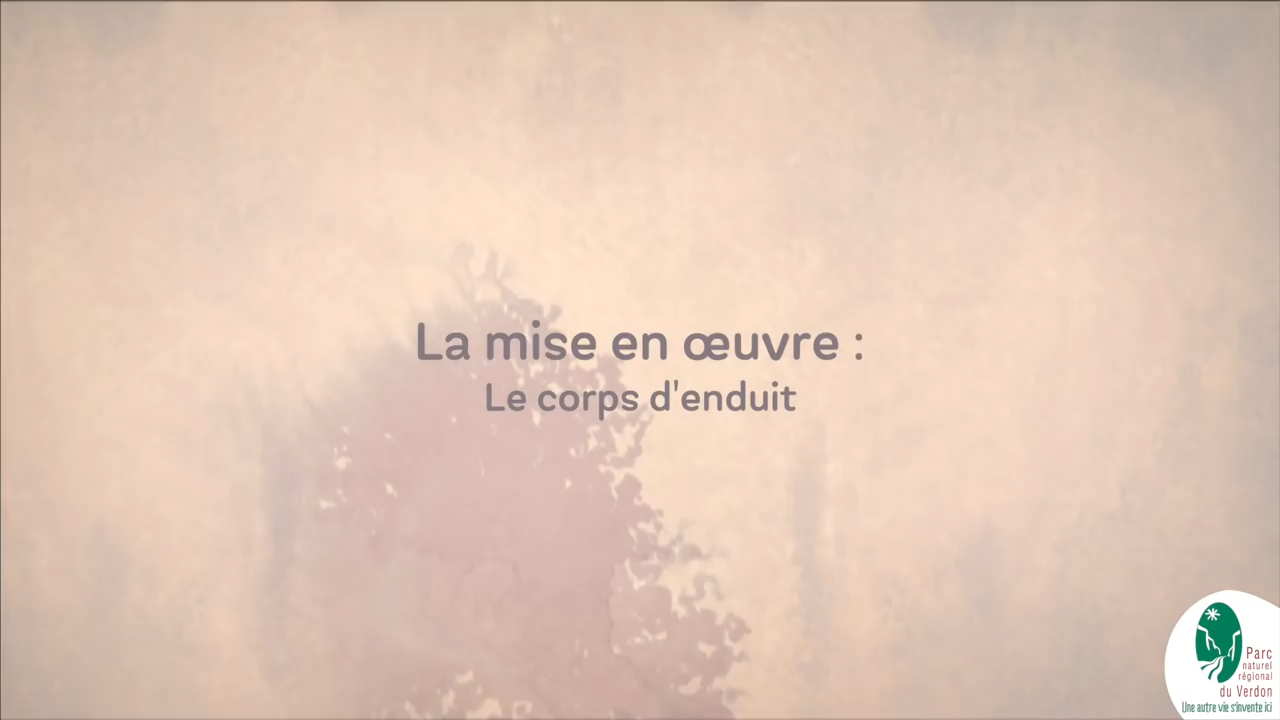 La mise en œuvre :
Le corps d'enduit
Parc
naturel
régional
du Verdon
Une autre vie s'invente ici